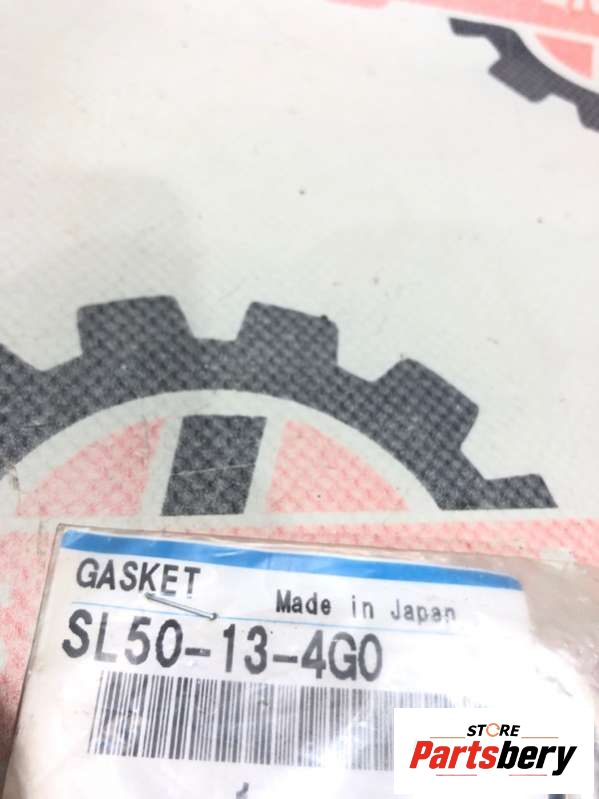 GASKET
Made in Japan
SL50-13-4G0
STORE
Partsbery